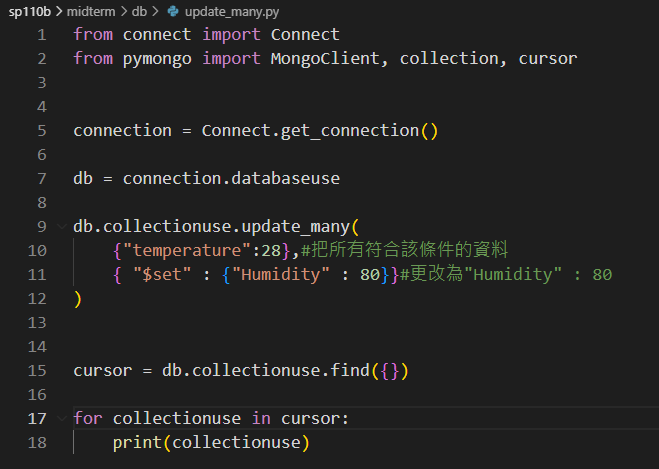 sp110b > midterm > db > update_many.py
1 from connect import Connect
2 from pymongo import MongoClient, collection, cursor
3
4
5 connection = Connect.get_connection()
6
7 db = connection.databaseuse
8
9 db.collectionuse.update_many(
10     {"temperature":28},#把所有符合該條件的資料
11     { "$set" : {"Humidity" : 80}}#更改為"Humidity" : 80
12 )
13
14
15 cursor = db.collectionuse.find({})
16
17 for collectionuse in cursor:
18     print(collectionuse)